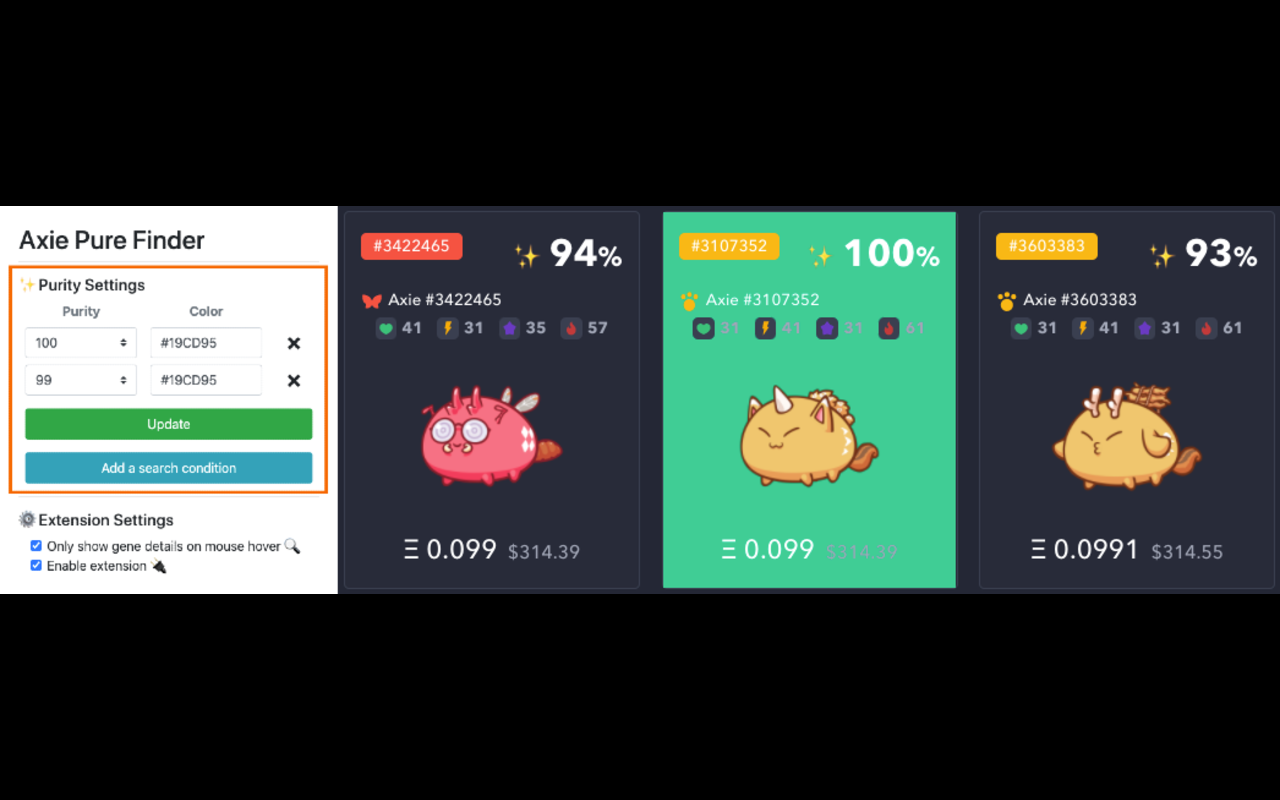 Axie Pure Finder
✨ Purity Settings
Purity Color
100 #19CD95
99 #19CD95
Update
Add a search condition
⚙️ Extension Settings
Only show gene details on mouse hover 🔍
Enable extension 🔌
#3422465 ✨ 94%
Axie #3422465
41 31 35 57
Ξ 0.099 $314.39
#3107352 ✨ 100%
Axie #3107352
31 41 31 61
Ξ 0.099 $314.39
#3603383 ✨ 93%
Axie #3603383
31 41 31 61
Ξ 0.0991 $314.55